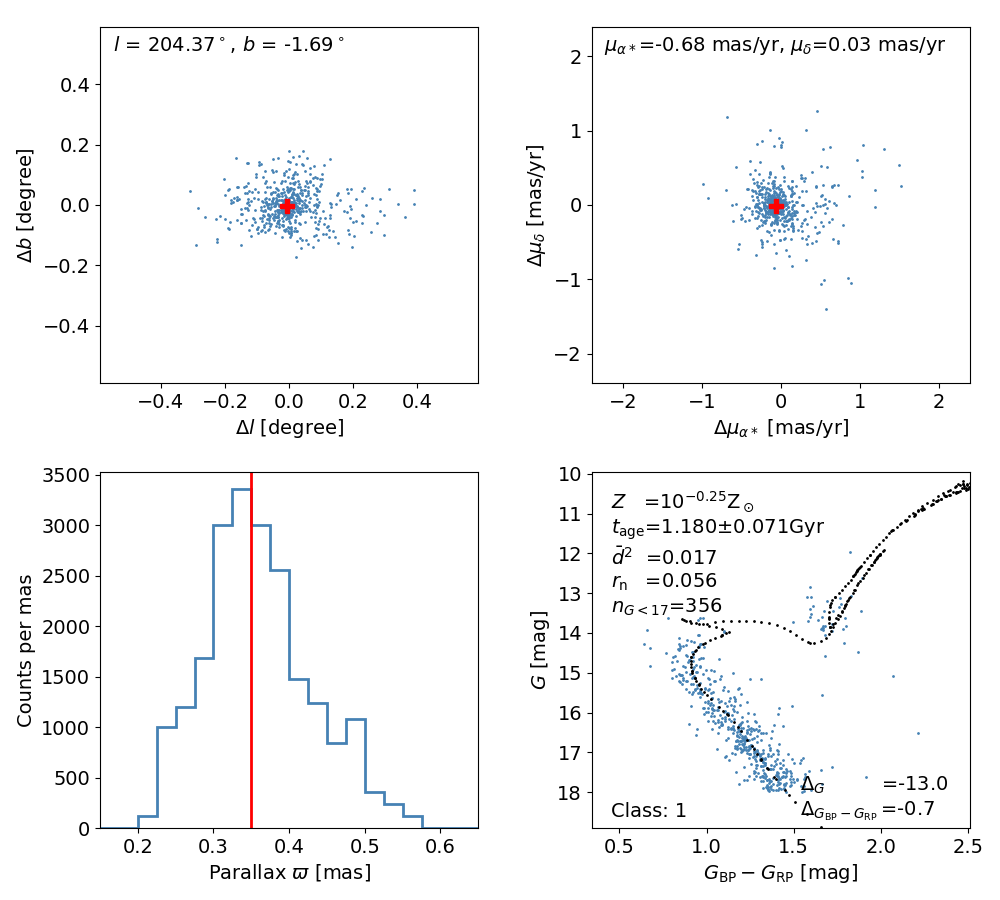 l = 204.37°, b = -1.69°
0.4
0.2
0.0
−0.2
−0.4
Δb [degree]
−0.4 −0.2 0.0 0.2 0.4
Δl [degree]
μα∗=-0.68 mas/yr, μδ=0.03 mas/yr
2
1
0
−1
−2
Δμδ [mas/yr]
−2 −1 0 1 2
Δμα∗ [mas/yr]
3500
3000
2500
2000
1500
1000
500
0
Counts per mas
0.2 0.3 0.4 0.5 0.6
Parallax ϖ [mas]
10
11
12
13
14
15
16
17
18
G [mag]
Z =10^−0.25 Z⊙
t_age=1.180±0.071Gyr
d̄² =0.017
r_n =0.056
n_G<17=356
Δ_G =-13.0
Δ_GBP−GRP =-0.7
Class: 1
0.5 1.0 1.5 2.0 2.5
G_BP − G_RP [mag]